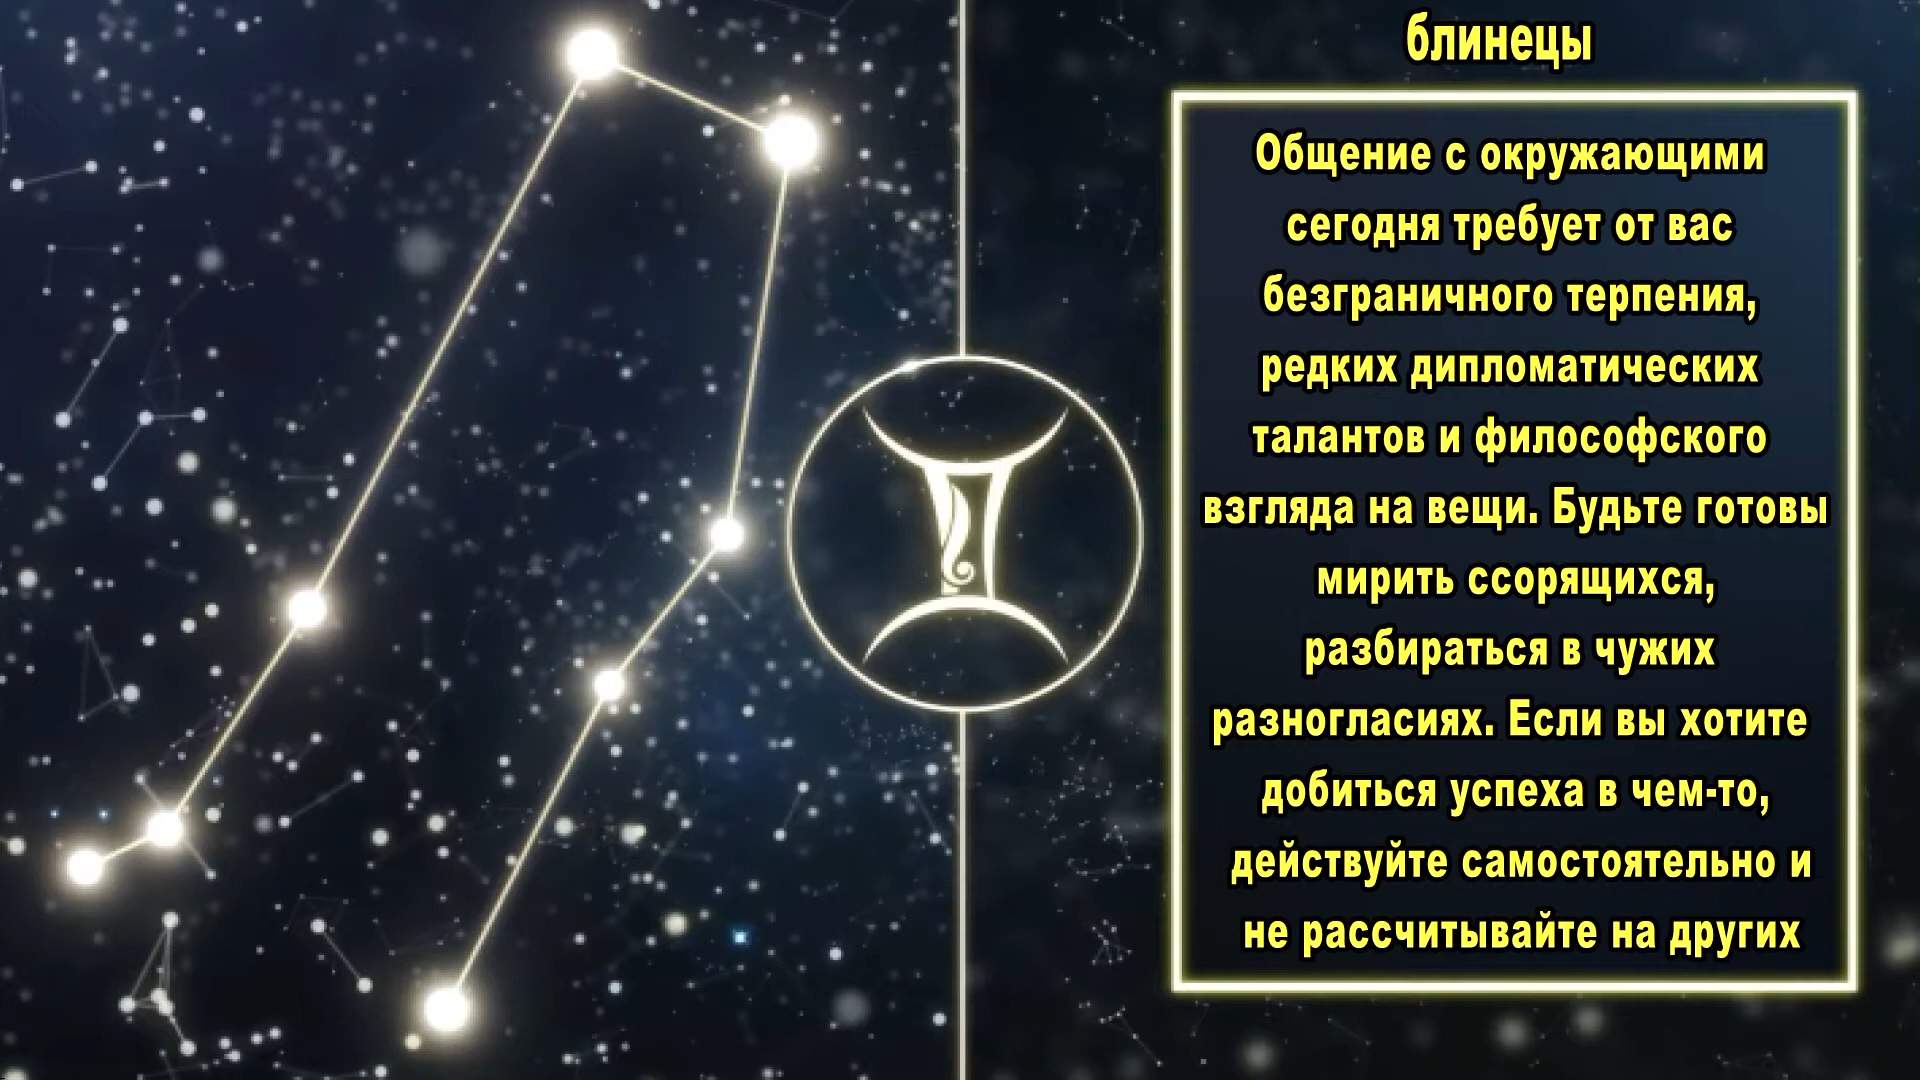 блинецы
Общение с окружающими
сегодня требует от вас
безграничного терпения,
редких дипломатических
талантов и философского
взгляда на вещи. Будьте готовы
мирить ссорящихся,
разбираться в чужих
разногласиях. Если вы хотите
добиться успеха в чем-то,
действуйте самостоятельно и
не рассчитывайте на других